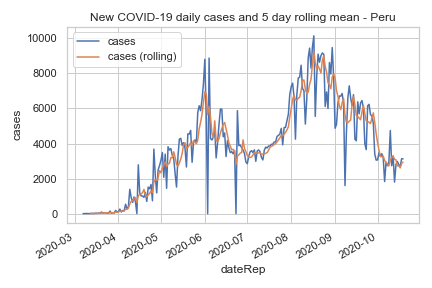 New COVID-19 daily cases and 5 day rolling mean - Peru
cases
cases (rolling)
10000
8000
6000
4000
2000
0
cases
2020-03
2020-04
2020-05
2020-06
2020-07
2020-08
2020-09
2020-10
dateRep